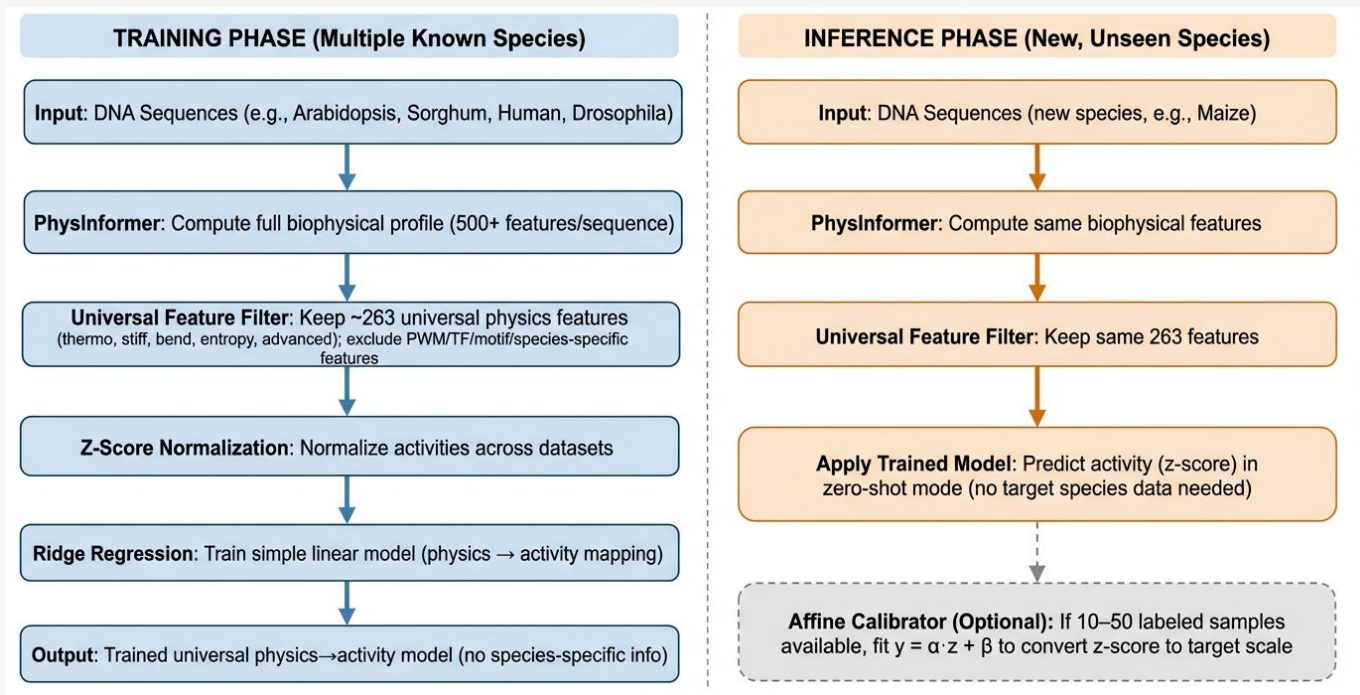 TRAINING PHASE (Multiple Known Species)
Input: DNA Sequences (e.g., Arabidopsis, Sorghum, Human, Drosophila)
PhysInformer: Compute full biophysical profile (500+ features/sequence)
Universal Feature Filter: Keep ~263 universal physics features
(thermo, stiff, bend, entropy, advanced); exclude PWM/TF/motif/species-specific
features
Z-Score Normalization: Normalize activities across datasets
Ridge Regression: Train simple linear model (physics → activity mapping)
Output: Trained universal physics→activity model (no species-specific info)
INFERENCE PHASE (New, Unseen Species)
Input: DNA Sequences (new species, e.g., Maize)
PhysInformer: Compute same biophysical features
Universal Feature Filter: Keep same 263 features
Apply Trained Model: Predict activity (z-score) in
zero-shot mode (no target species data needed)
Affine Calibrator (Optional): If 10–50 labeled samples
available, fit y = α·z + β to convert z-score to target scale